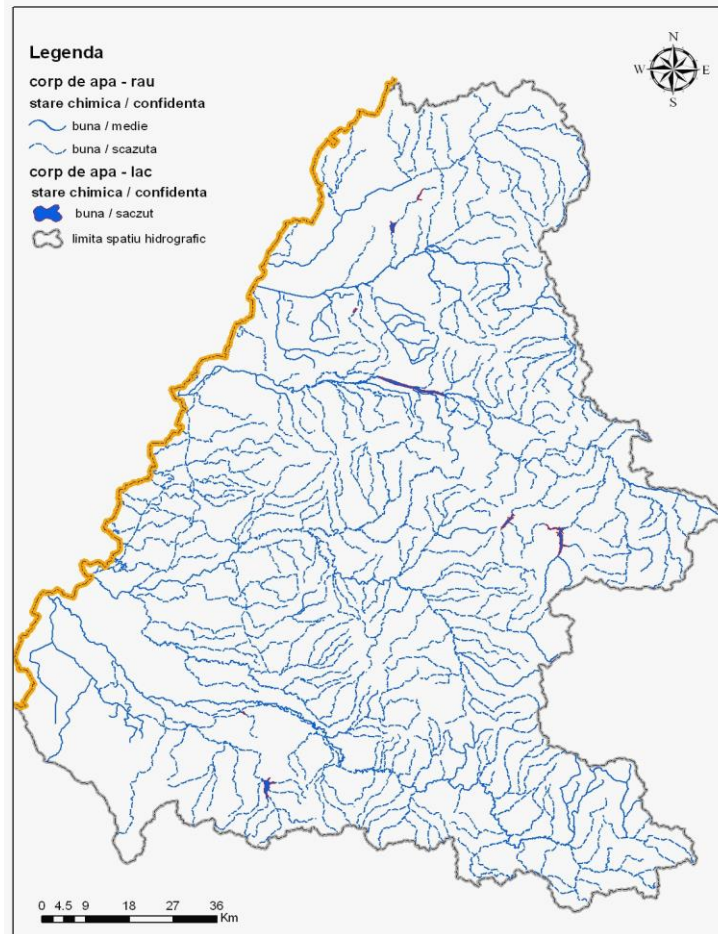 Legenda
corp de apa - rau
stare chimica / confidenta
buna / medie
buna / scazuta
corp de apa - lac
stare chimica / confidenta
buna / saczut
limita spatiu hidrografic
N
W E
S
0 4.5 9 18 27 36
Km